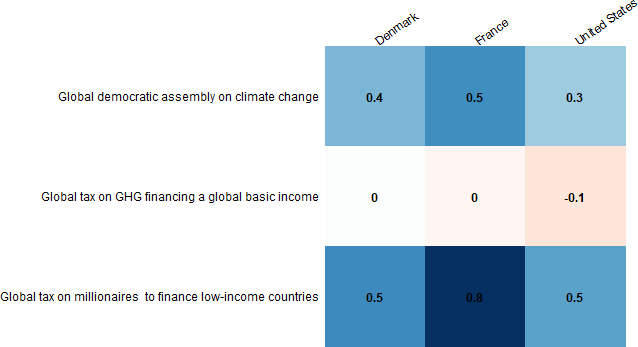 Denmark
France
United States
Global democratic assembly on climate change 0.4 0.5 0.3
Global tax on GHG financing a global basic income 0 0 -0.1
Global tax on millionaires  to finance low-income countries 0.5 0.8 0.5